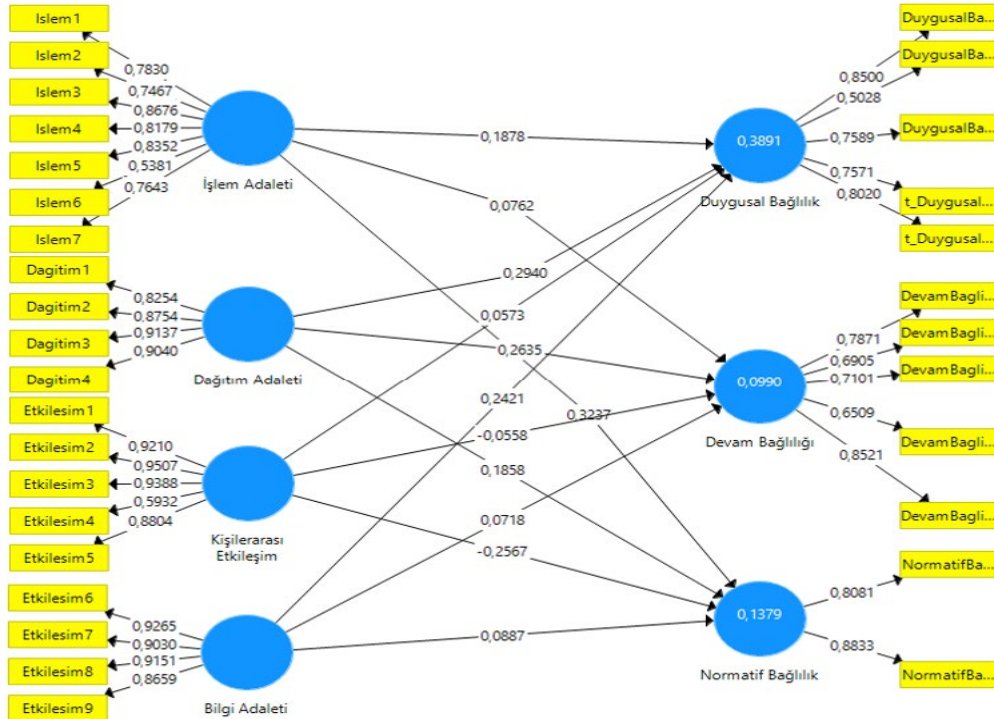 Islem1
Islem2
Islem3
Islem4
Islem5
Islem6
Islem7
0,7830
0,7467
0,8676
0,8179
0,8352
0,5381
0,7643
İşlem Adaleti
Dagitim1
Dagitim2
Dagitim3
Dagitim4
0,8254
0,8754
0,9137
0,9040
Dağıtım Adaleti
Etkilesim1
Etkilesim2
Etkilesim3
Etkilesim4
Etkilesim5
0,9210
0,9507
0,9388
0,5932
0,8804
Kişilerarası
Etkileşim
Etkilesim6
Etkilesim7
Etkilesim8
Etkilesim9
0,9265
0,9030
0,9151
0,8659
Bilgi Adaleti
0,1878
0,0762
0,2940
0,0573
0,2635
0,2421
0,3237
-0,0558
0,1858
0,0718
-0,2567
0,0887
0,3891
Duygusal Bağlılık
0,8500
0,5028
0,7589
0,7571
0,8020
DuygusalBa...
DuygusalBa...
DuygusalBa...
t_Duygusal...
t_Duygusal...
0,0990
Devam Bağlılığı
0,7871
0,6905
0,7101
0,6509
0,8521
DevamBagli...
DevamBagli...
DevamBagli...
DevamBagli...
DevamBagli...
0,1379
Normatif Bağlılık
0,8081
0,8833
NormatifBa...
NormatifBa...